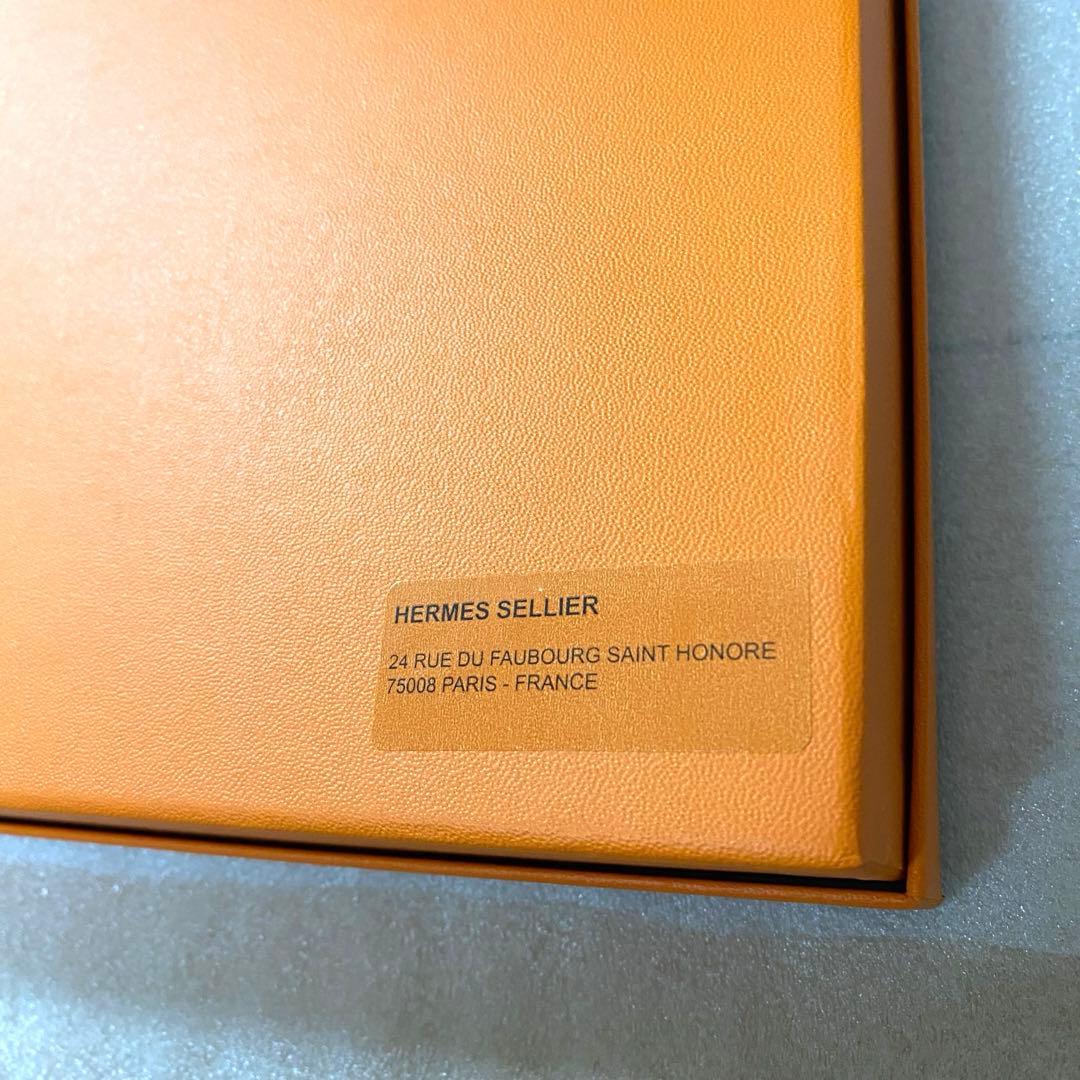 HERMES SELLIER
24 RUE DU FAUBOURG SAINT HONORE
75008 PARIS - FRANCE